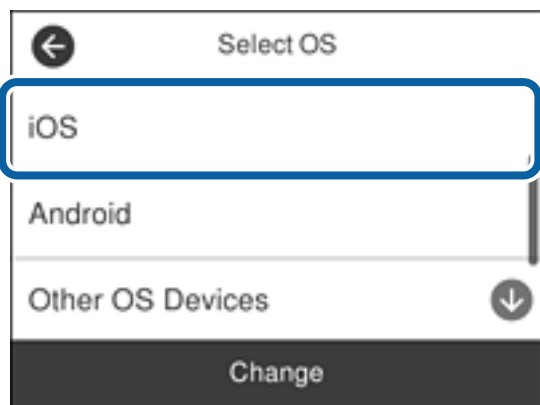 Select OS
iOS
Android
Other OS Devices
Change